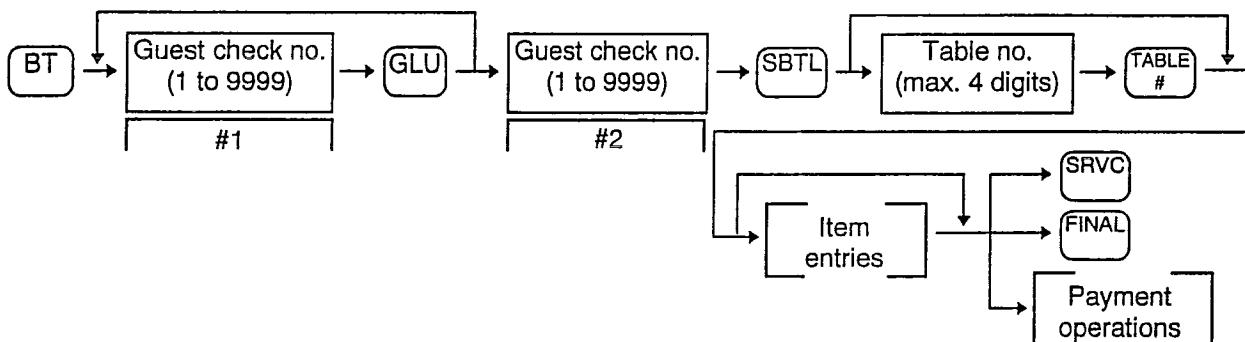 BT
Guest check no.
(1 to 9999)
GLU
Guest check no.
(1 to 9999)
SBTL
Table no.
(max. 4 digits)
TABLE
#
#1
#2
Item
entries
SRVC
FINAL
Payment
operations